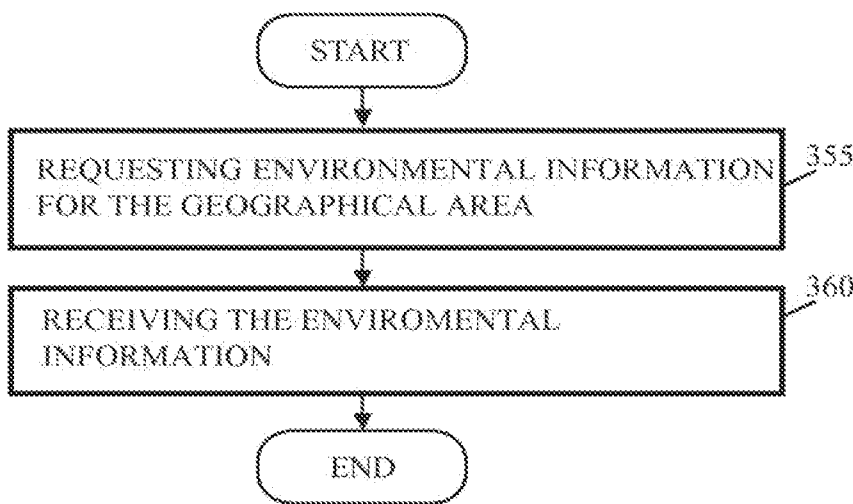 START
REQUESTING ENVIRONMENTAL INFORMATION
FOR THE GEOGRAPHICAL AREA
355
RECEIVING THE ENVIROMENTAL
INFORMATION
360
END